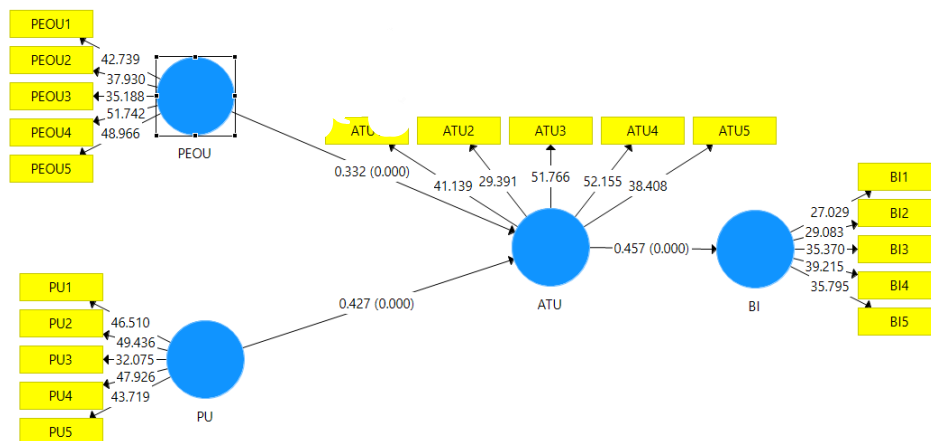 PEOU1
PEOU2
PEOU3
PEOU4
PEOU5
42.739
37.930
35.188
51.742
48.966
PEOU
0.332 (0.000)
ATU2
ATU3
ATU4
ATU5
41.139
29.391
51.766
52.155
38.408
ATU
0.457 (0.000)
BI1
BI2
BI3
BI4
BI5
27.029
29.083
35.370
39.215
35.795
BI
PU1
PU2
PU3
PU4
PU5
46.510
49.436
32.075
47.926
43.719
PU
0.427 (0.000)